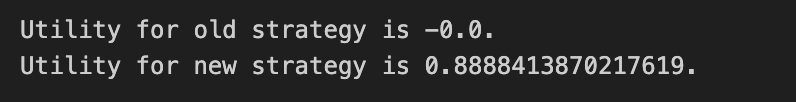 Utility for old strategy is -0.0.
Utility for new strategy is 0.8888413870217619.